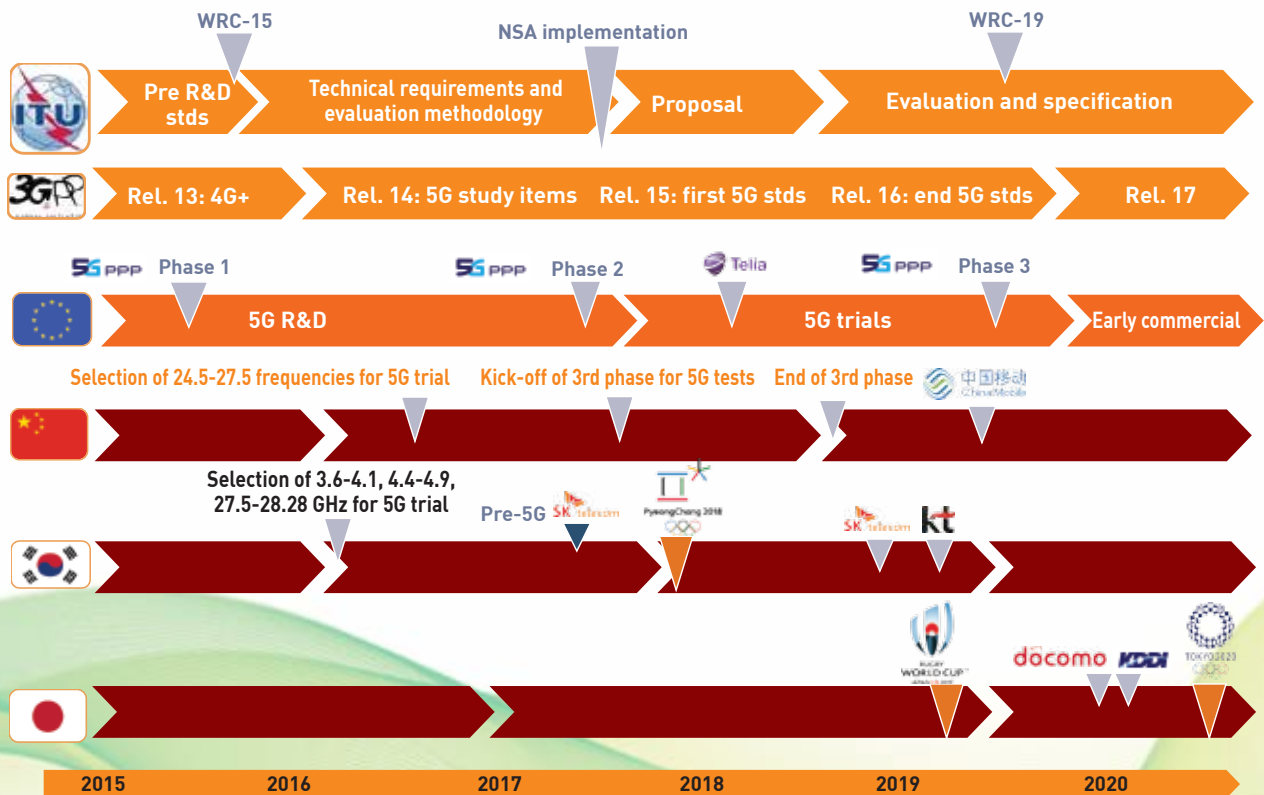 WRC-15
NSA implementation
WRC-19
ITU
Pre R&D
stds
Technical requirements and
evaluation methodology
Proposal
Evaluation and specification
3GPP
Rel. 13: 4G+
Rel. 14: 5G study items
Rel. 15: first 5G stds
Rel. 16: end 5G stds
Rel. 17
5G PPP
Phase 1
5G PPP
Phase 2
Telia
5G PPP
Phase 3
5G R&D
5G trials
Early commercial
Selection of 24.5-27.5 frequencies for 5G trial
Kick-off of 3rd phase for 5G tests
End of 3rd phase
中国移动
China Mobile
Selection of 3.6-4.1, 4.4-4.9,
27.5-28.28 GHz for 5G trial
Pre-5G
SK telecom
PyeongChang 2018
SK telecom
kt
RUGBY
WORLD CUP
döcomo
KDDI
TOKYO 2020
2015
2016
2017
2018
2019
2020